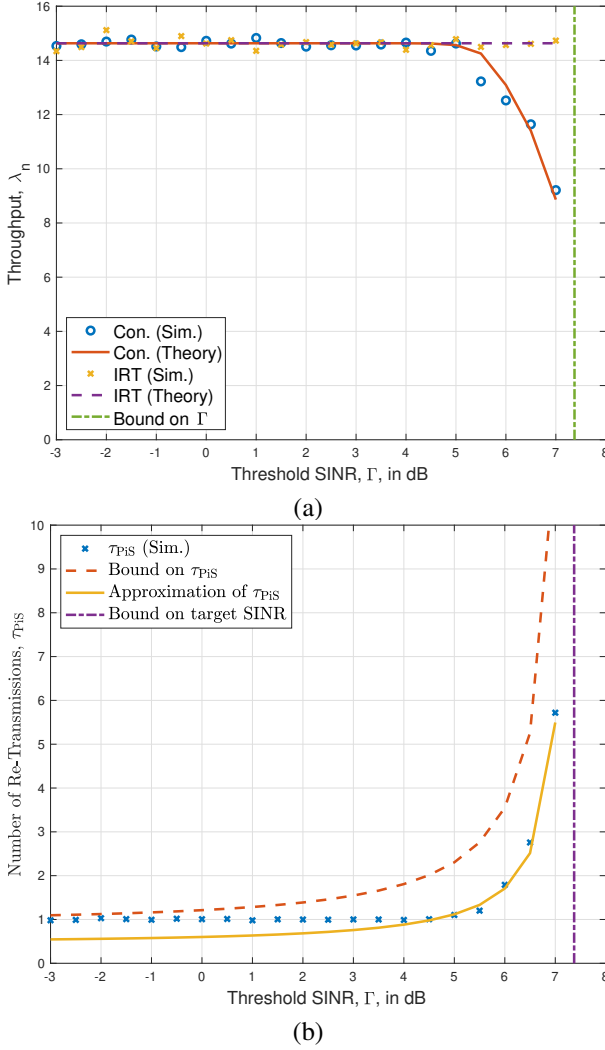 16
14
12
10
8
6
4
2
0
Throughput, λn
Con. (Sim.)
Con. (Theory)
IRT (Sim.)
IRT (Theory)
Bound on Γ
-3 -2 -1 0 1 2 3 4 5 6 7 8
Threshold SINR, Γ, in dB
(a)
10
9
8
7
6
5
4
3
2
1
0
Number of Re-Transmissions, τPiS
τPiS (Sim.)
Bound on τPiS
Approximation of τPiS
Bound on target SINR
-3 -2 -1 0 1 2 3 4 5 6 7 8
Threshold SINR, Γ, in dB
(b)